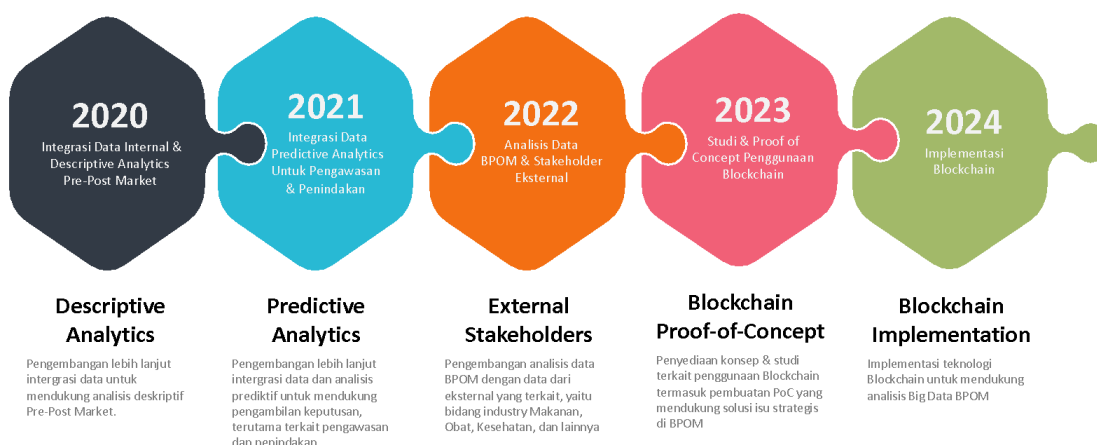 2020
Integrasi Data Internal &
Descriptive Analytics
Pre-Post Market
2021
Integrasi Data
Predictive Analytics
Untuk Pengawasan
& Penindakan
2022
Analisis Data
BPOM & Stakeholder
Eksternal
2023
Studi & Proof of
Concept Penggunaan
Blockchain
2024
Implementasi
Blockchain
Descriptive
Analytics
Pengembangan lebih lanjut
intergrasi data untuk
mendukung analisis deskriptif
Pre-Post Market.
Predictive
Analytics
Pengembangan lebih lanjut
intergrasi data dan analisis
prediktif untuk mendukung
pengambilan keputusan,
terutama terkait pengawasan
dan penindakan
External
Stakeholders
Pengembangan analisis data
BPOM dengan data dari
eksternal yang terkait, yaitu
bidang industry Makanan,
Obat, Kesehatan, dan lainnya
Blockchain
Proof-of-Concept
Penyediaan konsep & studi
terkait penggunaan Blockchain
termasuk pembuatan PoC yang
mendukung solusi isu strategis
di BPOM
Blockchain
Implementation
Implementasi teknologi
Blockchain untuk mendukung
analisis Big Data BPOM